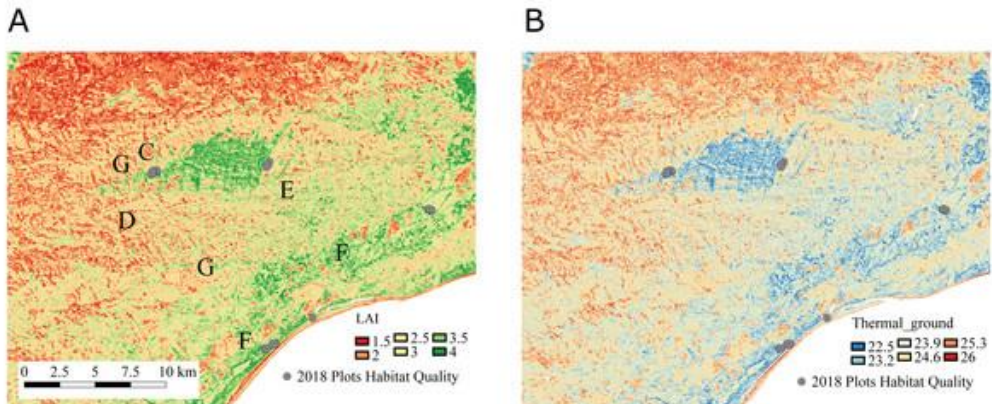 A
B
C
G
E
D
F
G
F
LAI
1.5 2.5 3.5
2 3 4
2018 Plots Habitat Quality
0 2.5 5 7.5 10 km
Thermal_ground
22.5 23.9 25.3
23.2 24.6 26
2018 Plots Habitat Quality